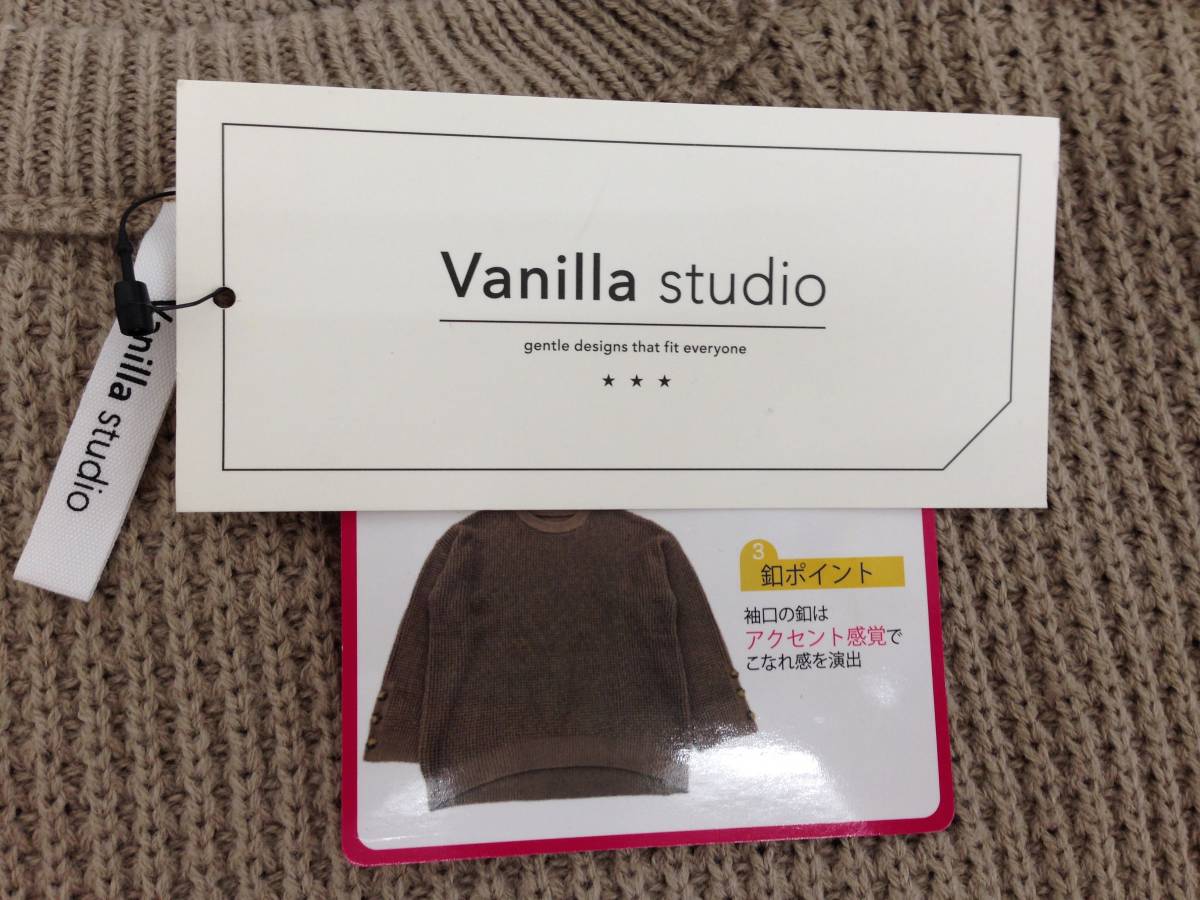 Vanilla studio
gentle designs that fit everyone
★ ★ ★
Vanilla studio
3
釦ポイント
袖口の釦は
アクセント感覚で
こなれ感を演出